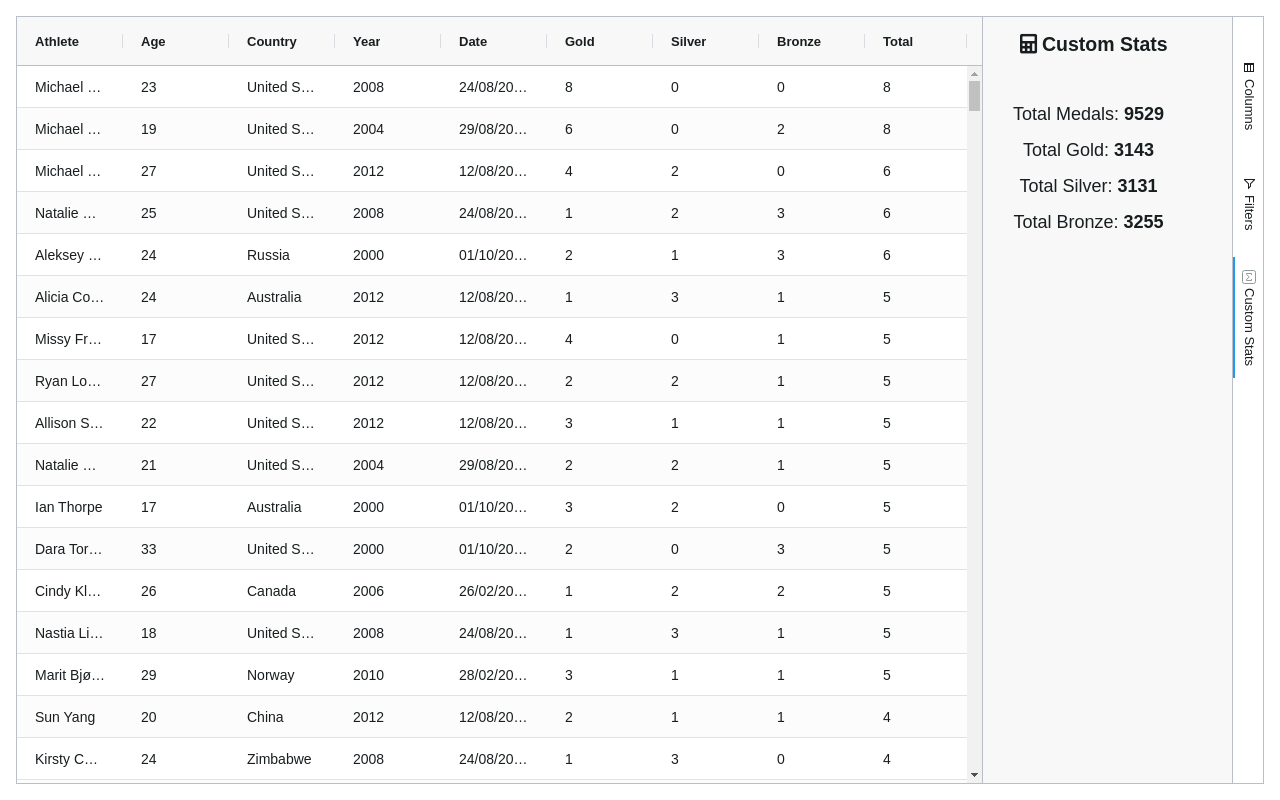 Athlete Age Country Year Date Gold Silver Bronze Total
Michael ... 23 United S... 2008 24/08/20... 8 0 0 8
Michael ... 19 United S... 2004 29/08/20... 6 0 2 8
Michael ... 27 United S... 2012 12/08/20... 4 2 0 6
Natalie ... 25 United S... 2008 24/08/20... 1 2 3 6
Aleksey ... 24 Russia 2000 01/10/20... 2 1 3 6
Alicia Co... 24 Australia 2012 12/08/20... 1 3 1 5
Missy Fr... 17 United S... 2012 12/08/20... 4 0 1 5
Ryan Lo... 27 United S... 2012 12/08/20... 2 2 1 5
Allison S... 22 United S... 2012 12/08/20... 3 1 1 5
Natalie ... 21 United S... 2004 29/08/20... 2 2 1 5
Ian Thorpe 17 Australia 2000 01/10/20... 3 2 0 5
Dara Tor... 33 United S... 2000 01/10/20... 2 0 3 5
Cindy Kl... 26 Canada 2006 26/02/20... 1 2 2 5
Nastia Li... 18 United S... 2008 24/08/20... 1 3 1 5
Marit Bjø... 29 Norway 2010 28/02/20... 3 1 1 5
Sun Yang 20 China 2012 12/08/20... 2 1 1 4
Kirsty C... 24 Zimbabwe 2008 24/08/20... 1 3 0 4
Custom Stats
Total Medals: 9529
Total Gold: 3143
Total Silver: 3131
Total Bronze: 3255
Columns
Filters
Custom Stats